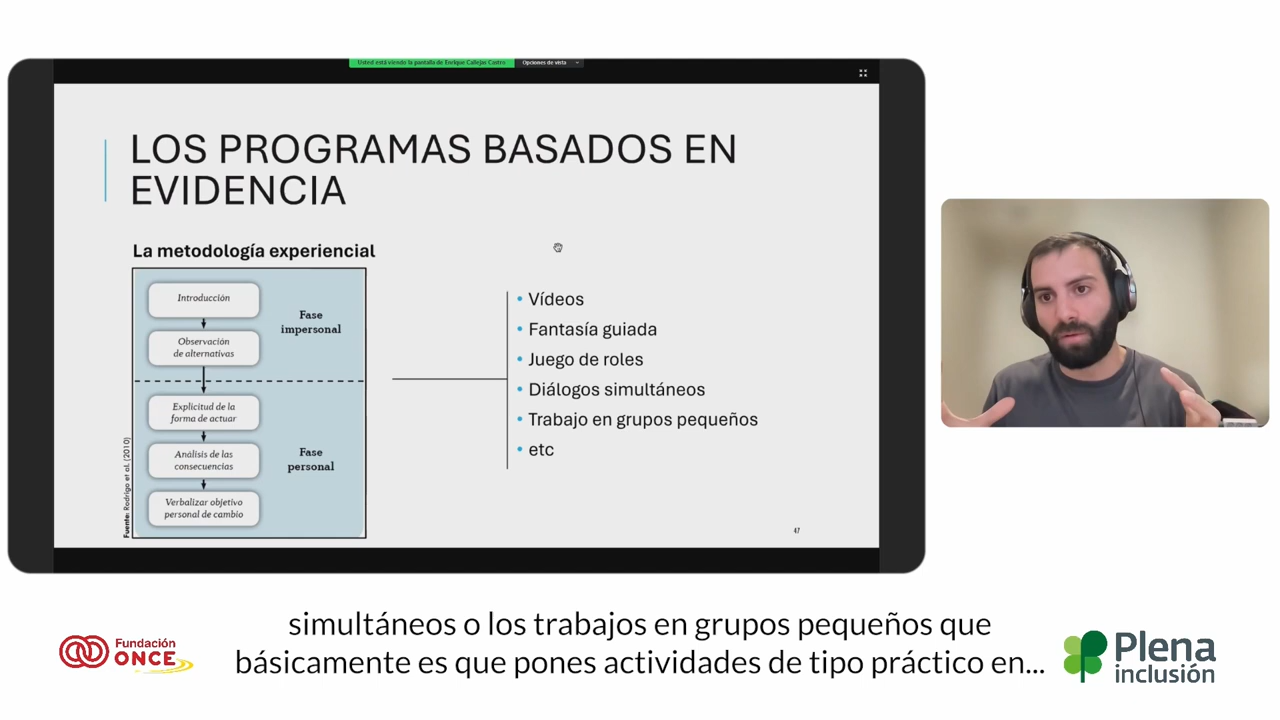 Usted está viendo la pantalla de Enrique Callejas Castro
Opciones de vista
LOS PROGRAMAS BASADOS EN
EVIDENCIA
La metodología experiencial
Introducción
Observación
de alternativas
Fase
impersonal
Explicitud de la
forma de actuar
Análisis de las
consecuencias
Verbalizar objetivo
personal de cambio
Fase
personal
Fuente: Rodrigo et al. (2010)
• Vídeos
• Fantasía guiada
• Juego de roles
• Diálogos simultáneos
• Trabajo en grupos pequeños
• etc
47
simultáneos o los trabajos en grupos pequeños que
básicamente es que pones actividades de tipo práctico en...
Fundación
ONCE
Plena
inclusión